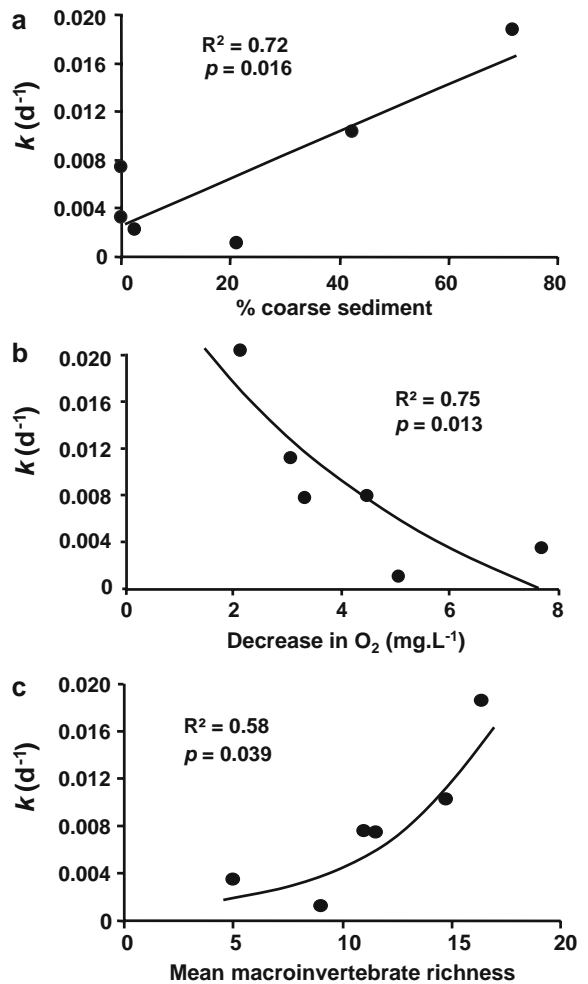 a
R² = 0.72
p = 0.016
k (d⁻¹)
0.020
0.016
0.012
0.008
0.004
0
0 20 40 60 80
% coarse sediment
b
R² = 0.75
p = 0.013
k (d⁻¹)
0.020
0.016
0.012
0.008
0.004
0
0 2 4 6 8
Decrease in O₂ (mg.L⁻¹)
c
R² = 0.58
p = 0.039
k (d⁻¹)
0.020
0.016
0.012
0.008
0.004
0
0 5 10 15 20
Mean macroinvertebrate richness